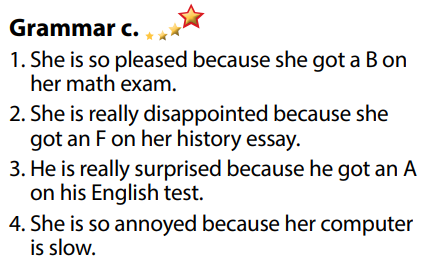 Grammar c.
1. She is so pleased because she got a B on
her math exam.
2. She is really disappointed because she
got an F on her history essay.
3. He is really surprised because he got an A
on his English test.
4. She is so annoyed because her computer
is slow.